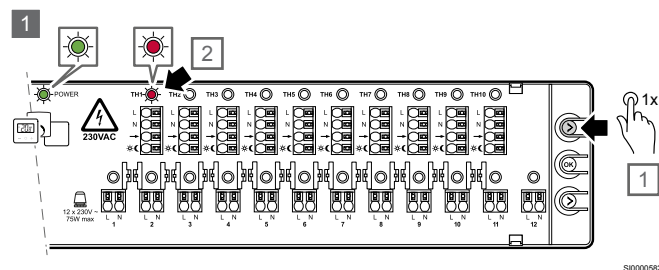 1
2
POWER
TH1 TH2 TH3 TH4 TH5 TH6 TH7 TH8 TH9 TH10
1x
L L L L L L L L L L
N N N N N N N N N N
230VAC
OK
1
12 x 230V ~
75W max
L N L N L N L N L N L N L N L N L N L N L N L N
1 2 3 4 5 6 7 8 9 10 11 12
SI0000582